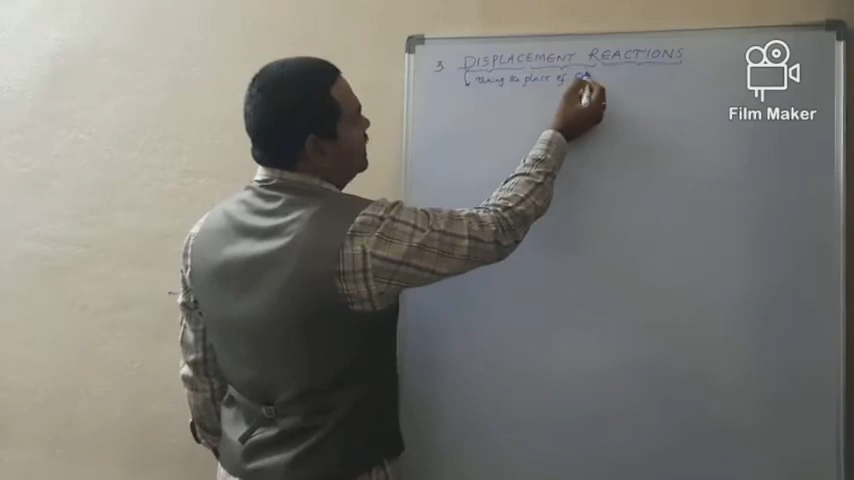 3 DISPLACEMENT REACTIONS
Taking the place of
Film Maker